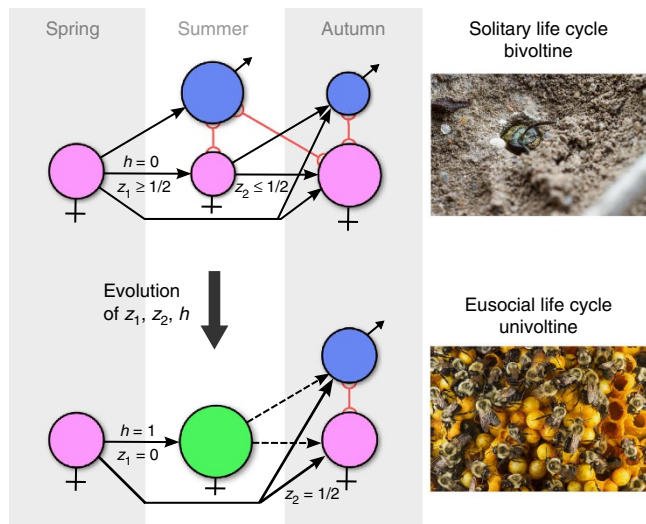 Spring
Summer
Autumn
Solitary life cycle
bivoltine
h = 0
z₁ ≥ 1/2
z₂ ≤ 1/2
Evolution
of z₁, z₂, h
Eusocial life cycle
univoltine
h = 1
z₁ = 0
z₂ = 1/2